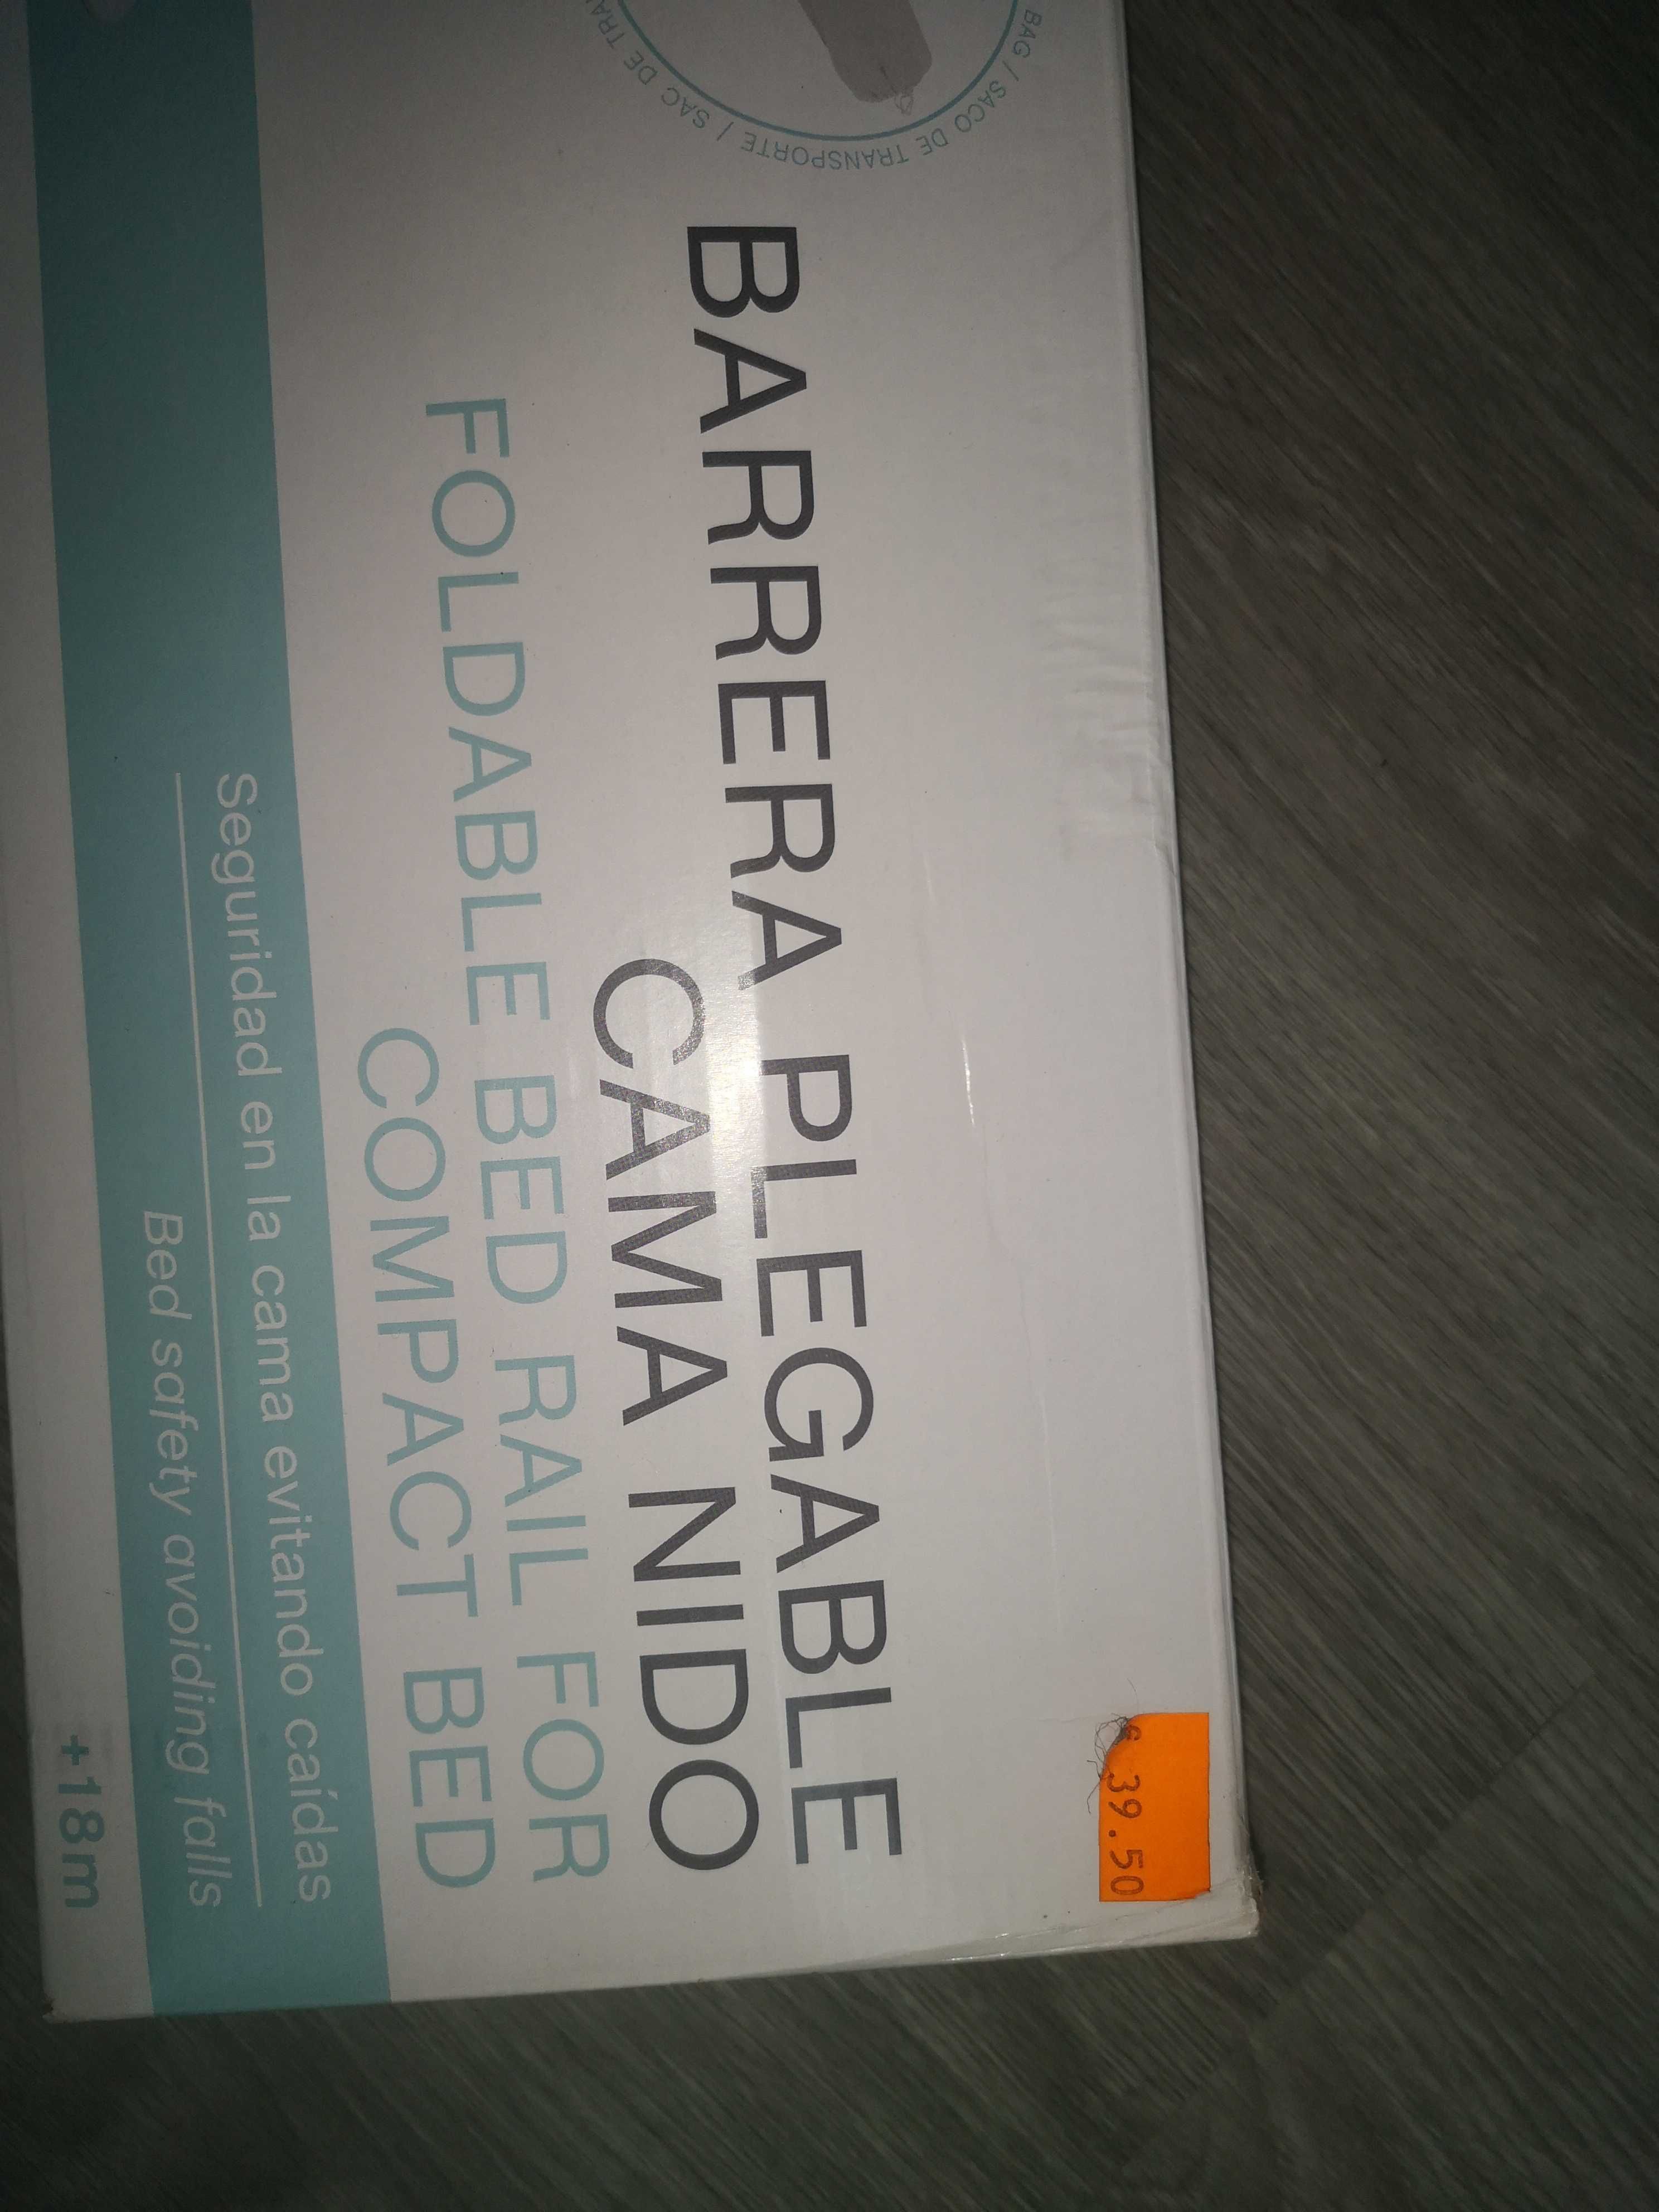 BAG / SACO DE TRANSPORTE / SAC DE
39.50
BARRERA PLEGABLE
CAMA NIDO
FOLDABLE BED RAIL FOR
COMPACT BED
Seguridad en la cama evitando caídas
Bed safety avoiding falls
+18m